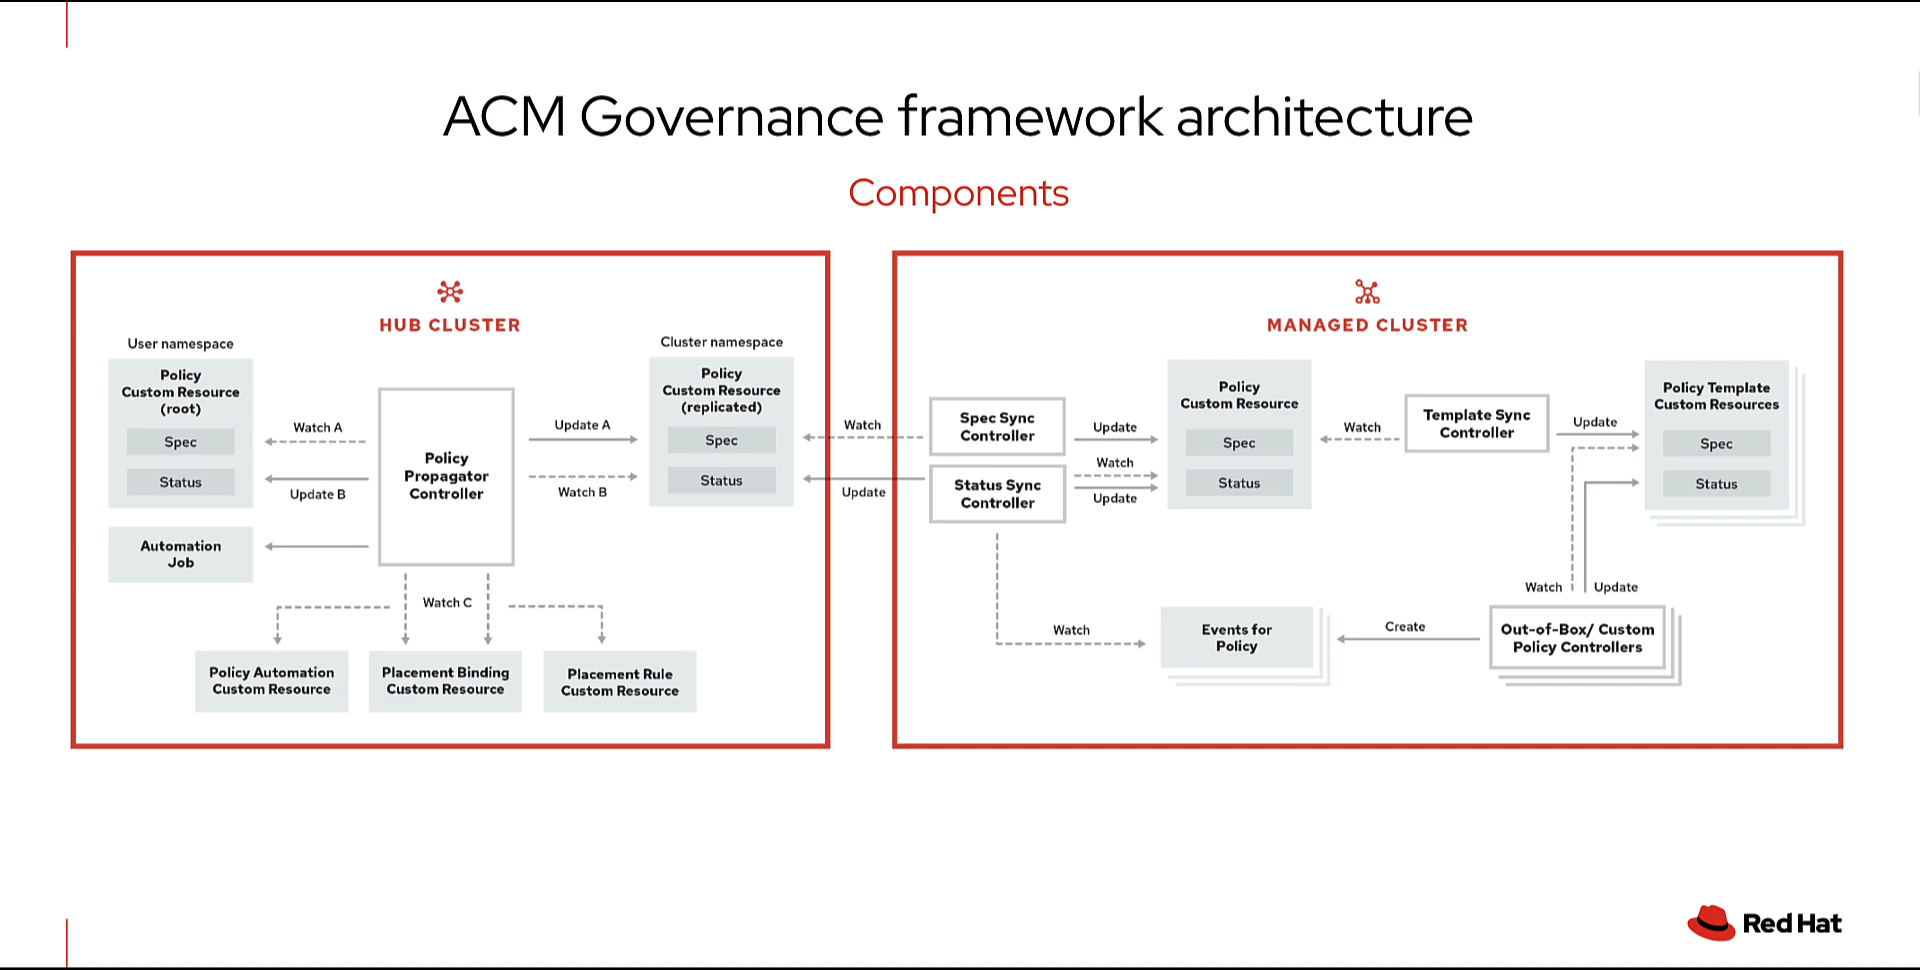 ACM Governance framework architecture
Components
HUB CLUSTER
User namespace
Policy
Custom Resource
(root)
Spec
Status
Automation
Job
Watch A
Update B
Policy
Propagator
Controller
Update A
Watch B
Cluster namespace
Policy
Custom Resource
(replicated)
Spec
Status
Watch C
Policy Automation
Custom Resource
Placement Binding
Custom Resource
Placement Rule
Custom Resource
Watch
Update
MANAGED CLUSTER
Spec Sync
Controller
Status Sync
Controller
Update
Watch
Update
Policy
Custom Resource
Spec
Status
Watch
Template Sync
Controller
Update
Policy Template
Custom Resources
Spec
Status
Watch
Update
Watch
Events for
Policy
Create
Out-of-Box/ Custom
Policy Controllers
Red Hat